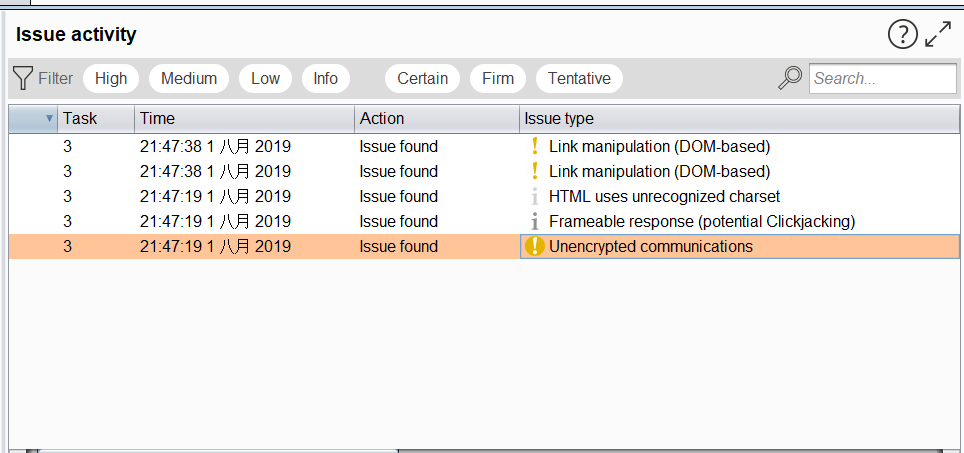 Issue activity
Filter High Medium Low Info Certain Firm Tentative Search...
Task Time Action Issue type
3 21:47:38 1 八月 2019 Issue found Link manipulation (DOM-based)
3 21:47:38 1 八月 2019 Issue found Link manipulation (DOM-based)
3 21:47:19 1 八月 2019 Issue found HTML uses unrecognized charset
3 21:47:19 1 八月 2019 Issue found Frameable response (potential Clickjacking)
3 21:47:19 1 八月 2019 Issue found Unencrypted communications